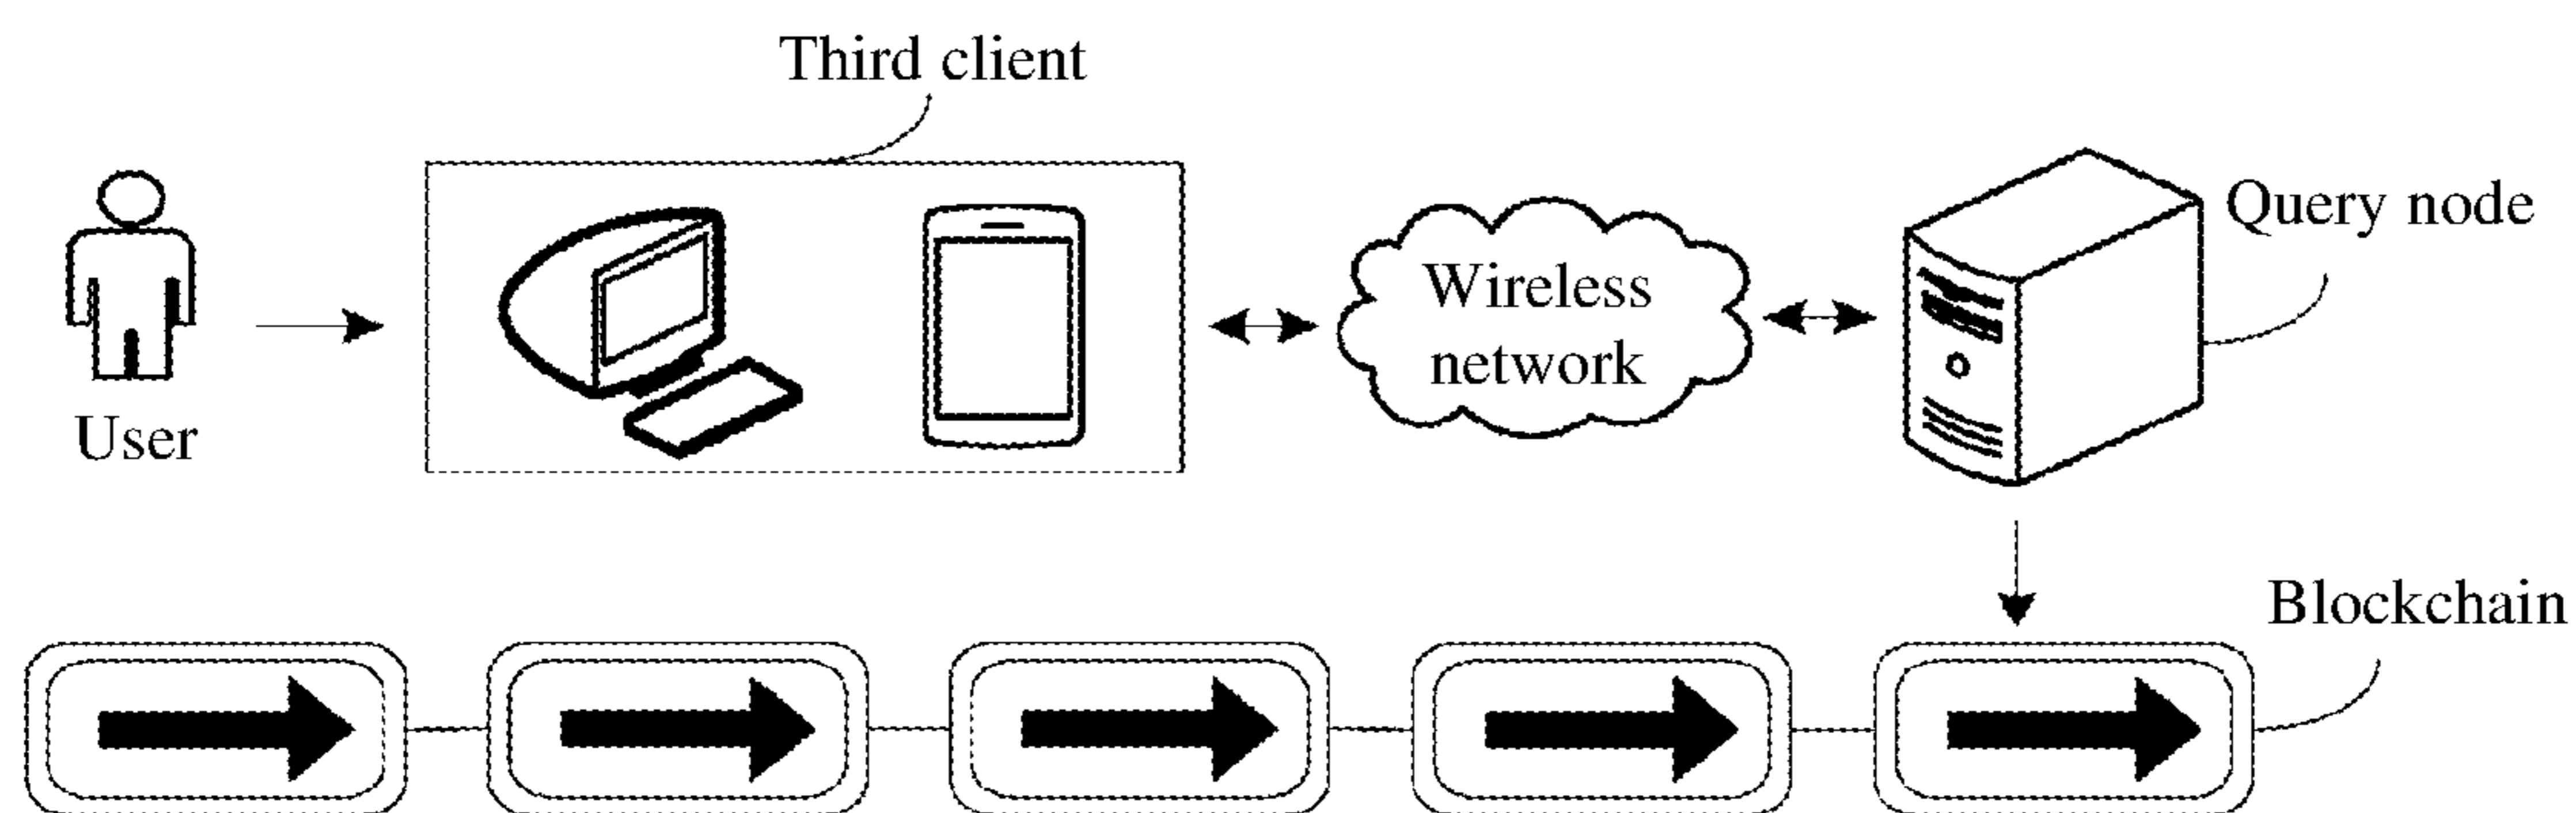 Third client
Query node
Wireless
network
User
Blockchain